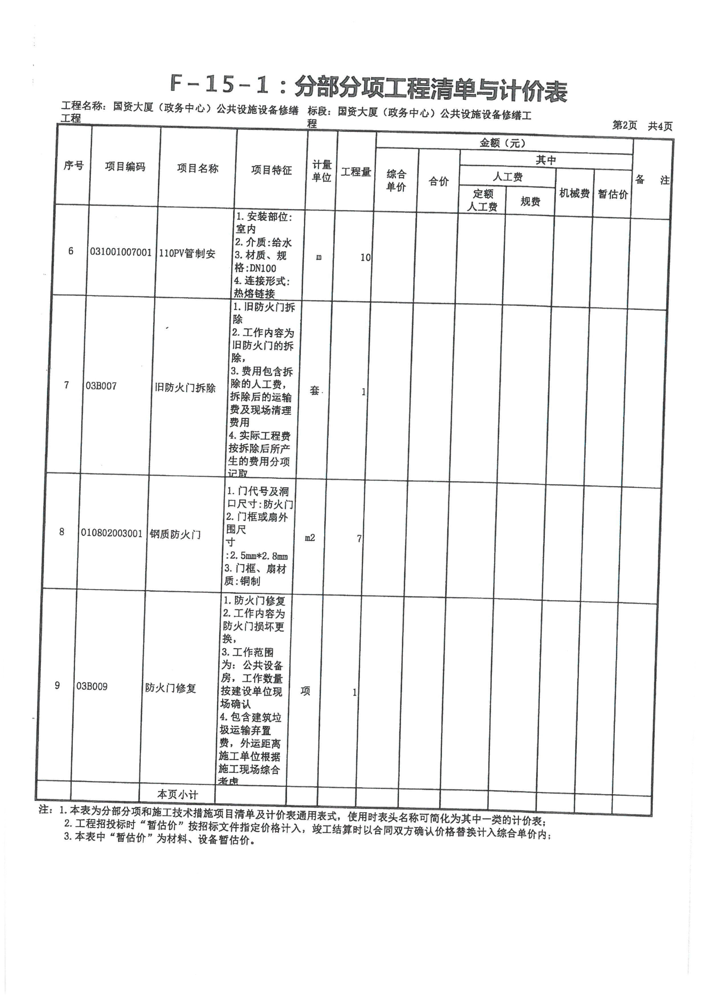 F-15-1：分部分项工程清单与计价表
工程名称：国资大厦（政务中心）公共设施设备修缮
工程
标段：国资大厦（政务中心）公共设施设备修缮工
程
第2页 共4页
序号
项目编码
项目名称
项目特征
计量
单位
工程量
金额（元）
综合
单价
合价
其中
人工费
定额
人工费
规费
机械费
暂估价
备 注
6
031001007001
110PV管制安
1.安装部位:
室内
2.介质:给水
3.材质、规
格:DN100
4.连接形式:
热熔链接
m
10
7
03B007
旧防火门拆除
1.旧防火门拆
除
2.工作内容为
旧防火门的拆
除，
3.费用包含拆
除的人工费，
拆除后的运输
费及现场清理
费用
4.实际工程费
按拆除后所产
生的费用分项
记取
套
1
8
010802003001
钢质防火门
1.门代号及洞
口尺寸:防火门
2.门框或扇外
围尺
寸
:2.5mm*2.8mm
3.门框、扇材
质:铜制
m2
7
9
03B009
防火门修复
1.防火门修复
2.工作内容为
防火门损坏更
换，
3.工作范围
为：公共设备
房，工作数量
按建设单位现
场确认
4.包含建筑垃
圾运输弃置
费，外运距离
施工单位根据
施工现场综合
考虑
项
1
本页小计
注：1.本表为分部分项和施工技术措施项目清单及计价表通用表式，使用时表头名称可简化为其中一类的计价表；
2.工程招投标时“暂估价”按招标文件指定价格计入，竣工结算时以合同双方确认价格替换计入综合单价内；
3.本表中“暂估价”为材料、设备暂估价。